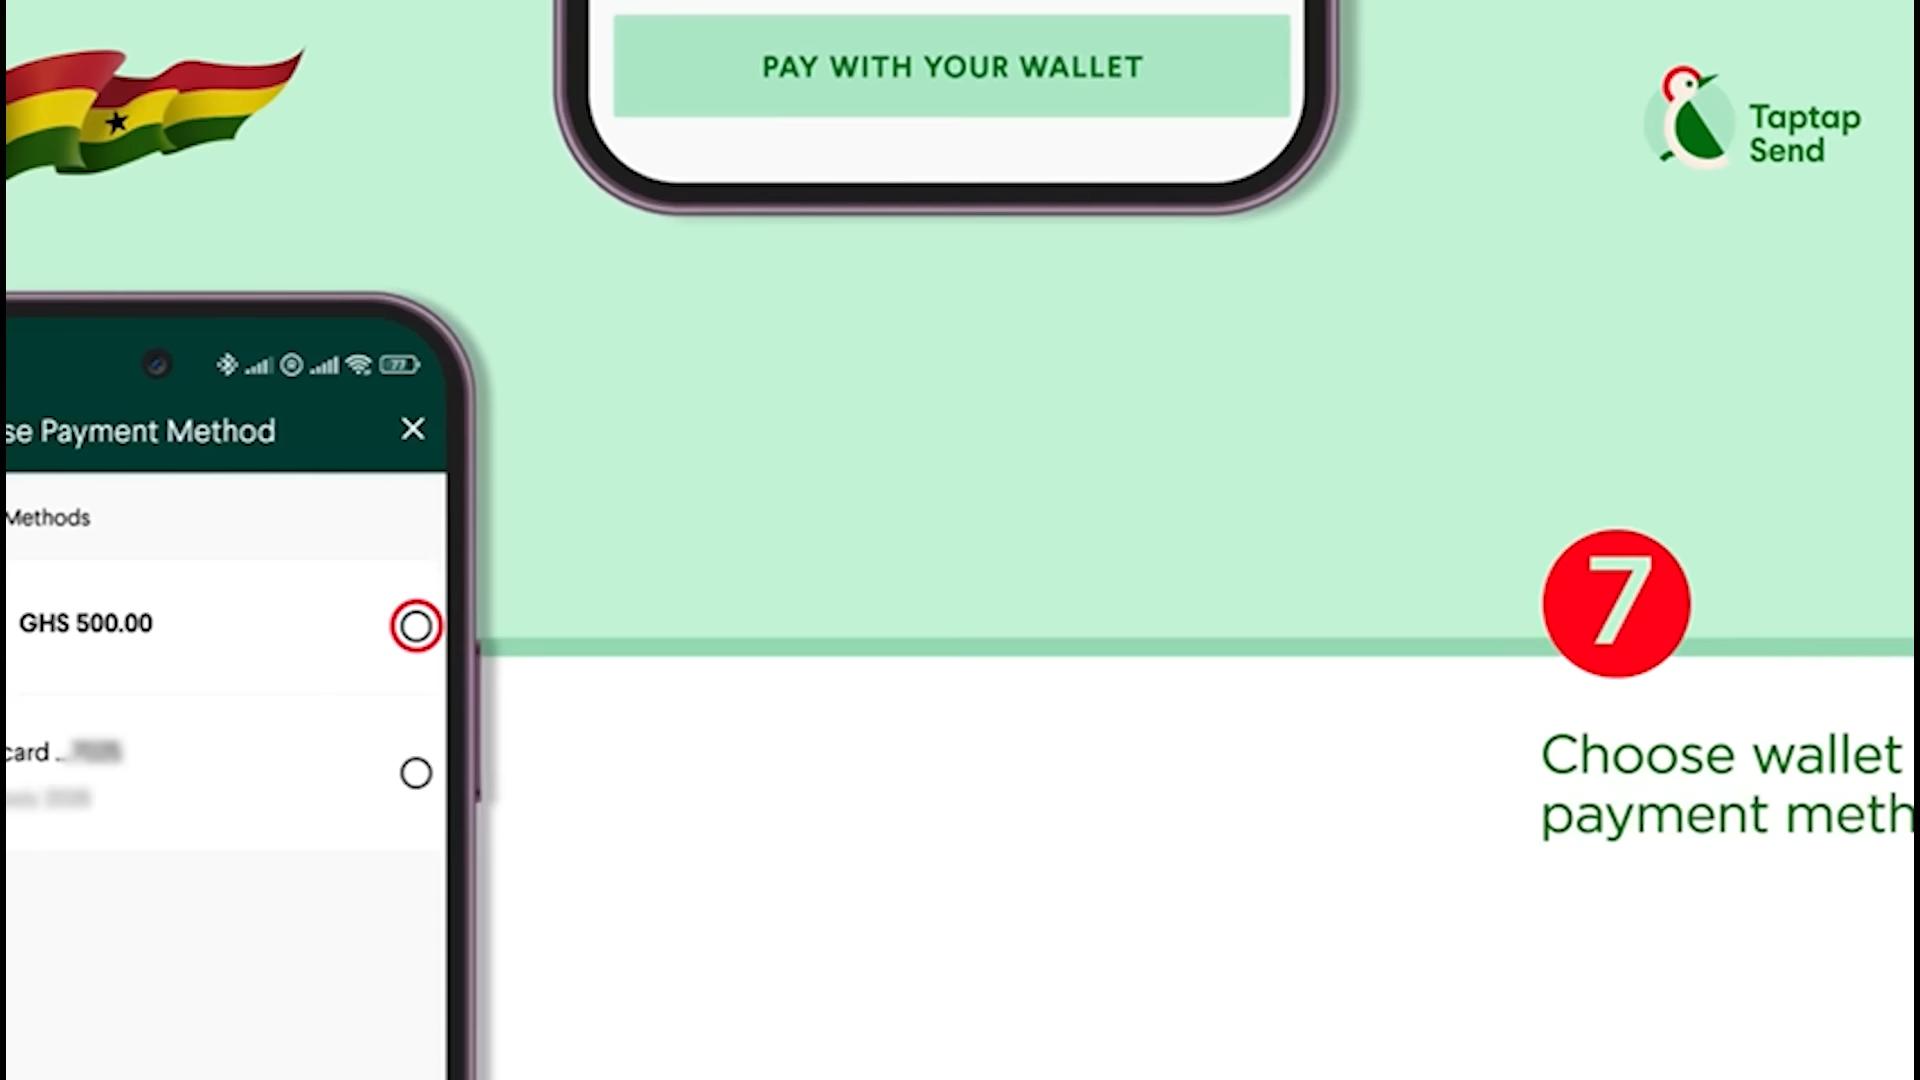 PAY WITH YOUR WALLET
Taptap
Send
77
se Payment Method
Methods
GHS 500.00
card ..
7
Choose wallet
payment meth